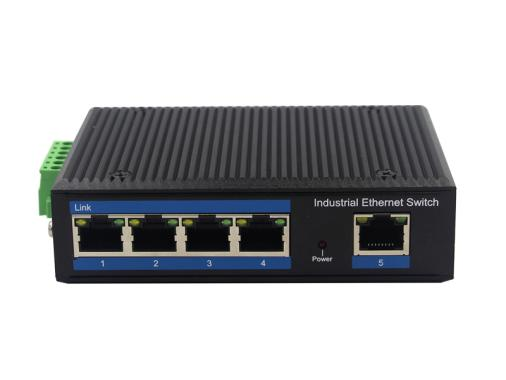 Industrial Ethernet Switch
Link
Power
1 2 3 4 5